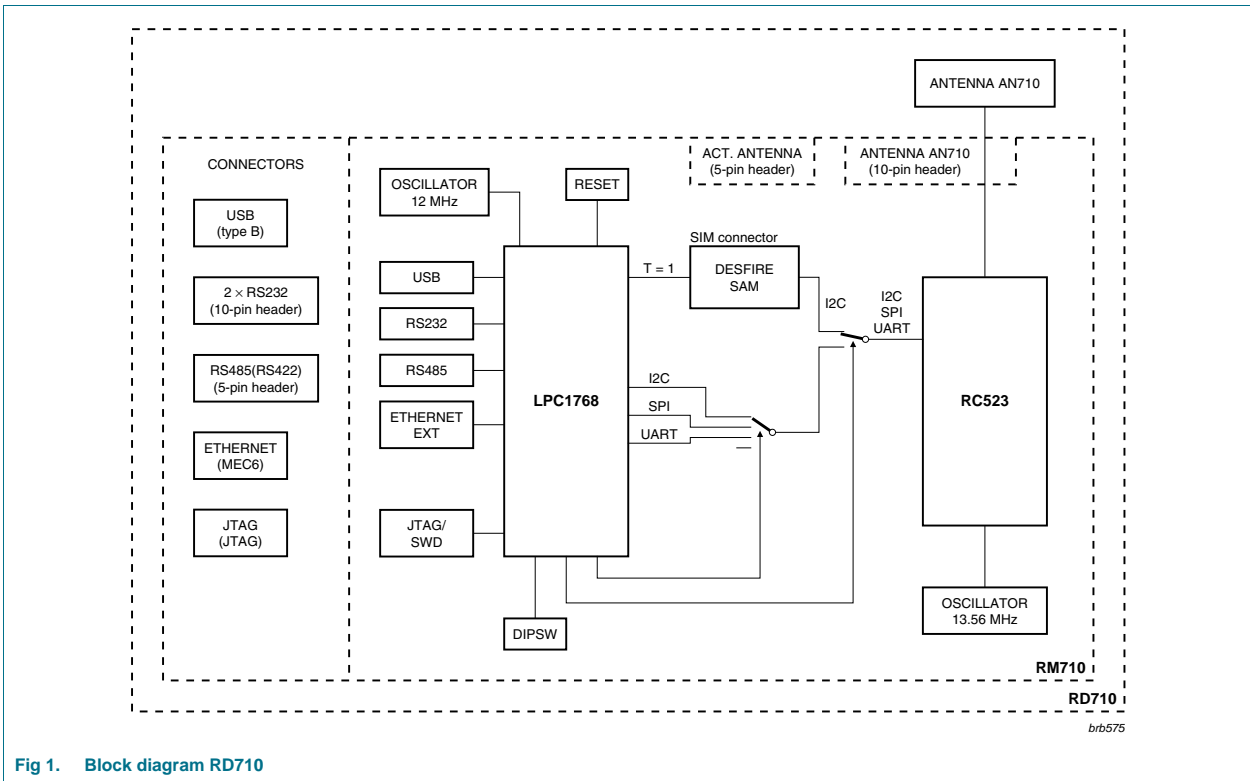 ANTENNA AN710
CONNECTORS
USB
(type B)
2 × RS232
(10-pin header)
RS485(RS422)
(5-pin header)
ETHERNET
(MEC6)
JTAG
(JTAG)
OSCILLATOR
12 MHz
RESET
ACT. ANTENNA
(5-pin header)
ANTENNA AN710
(10-pin header)
USB
RS232
RS485
ETHERNET
EXT
JTAG/
SWD
DIPSW
LPC1768
T = 1
SIM connector
DESFIRE
SAM
I2C
I2C
SPI
UART
I2C
SPI
UART
RC523
OSCILLATOR
13.56 MHz
RM710
RD710
brb575
Fig 1. Block diagram RD710